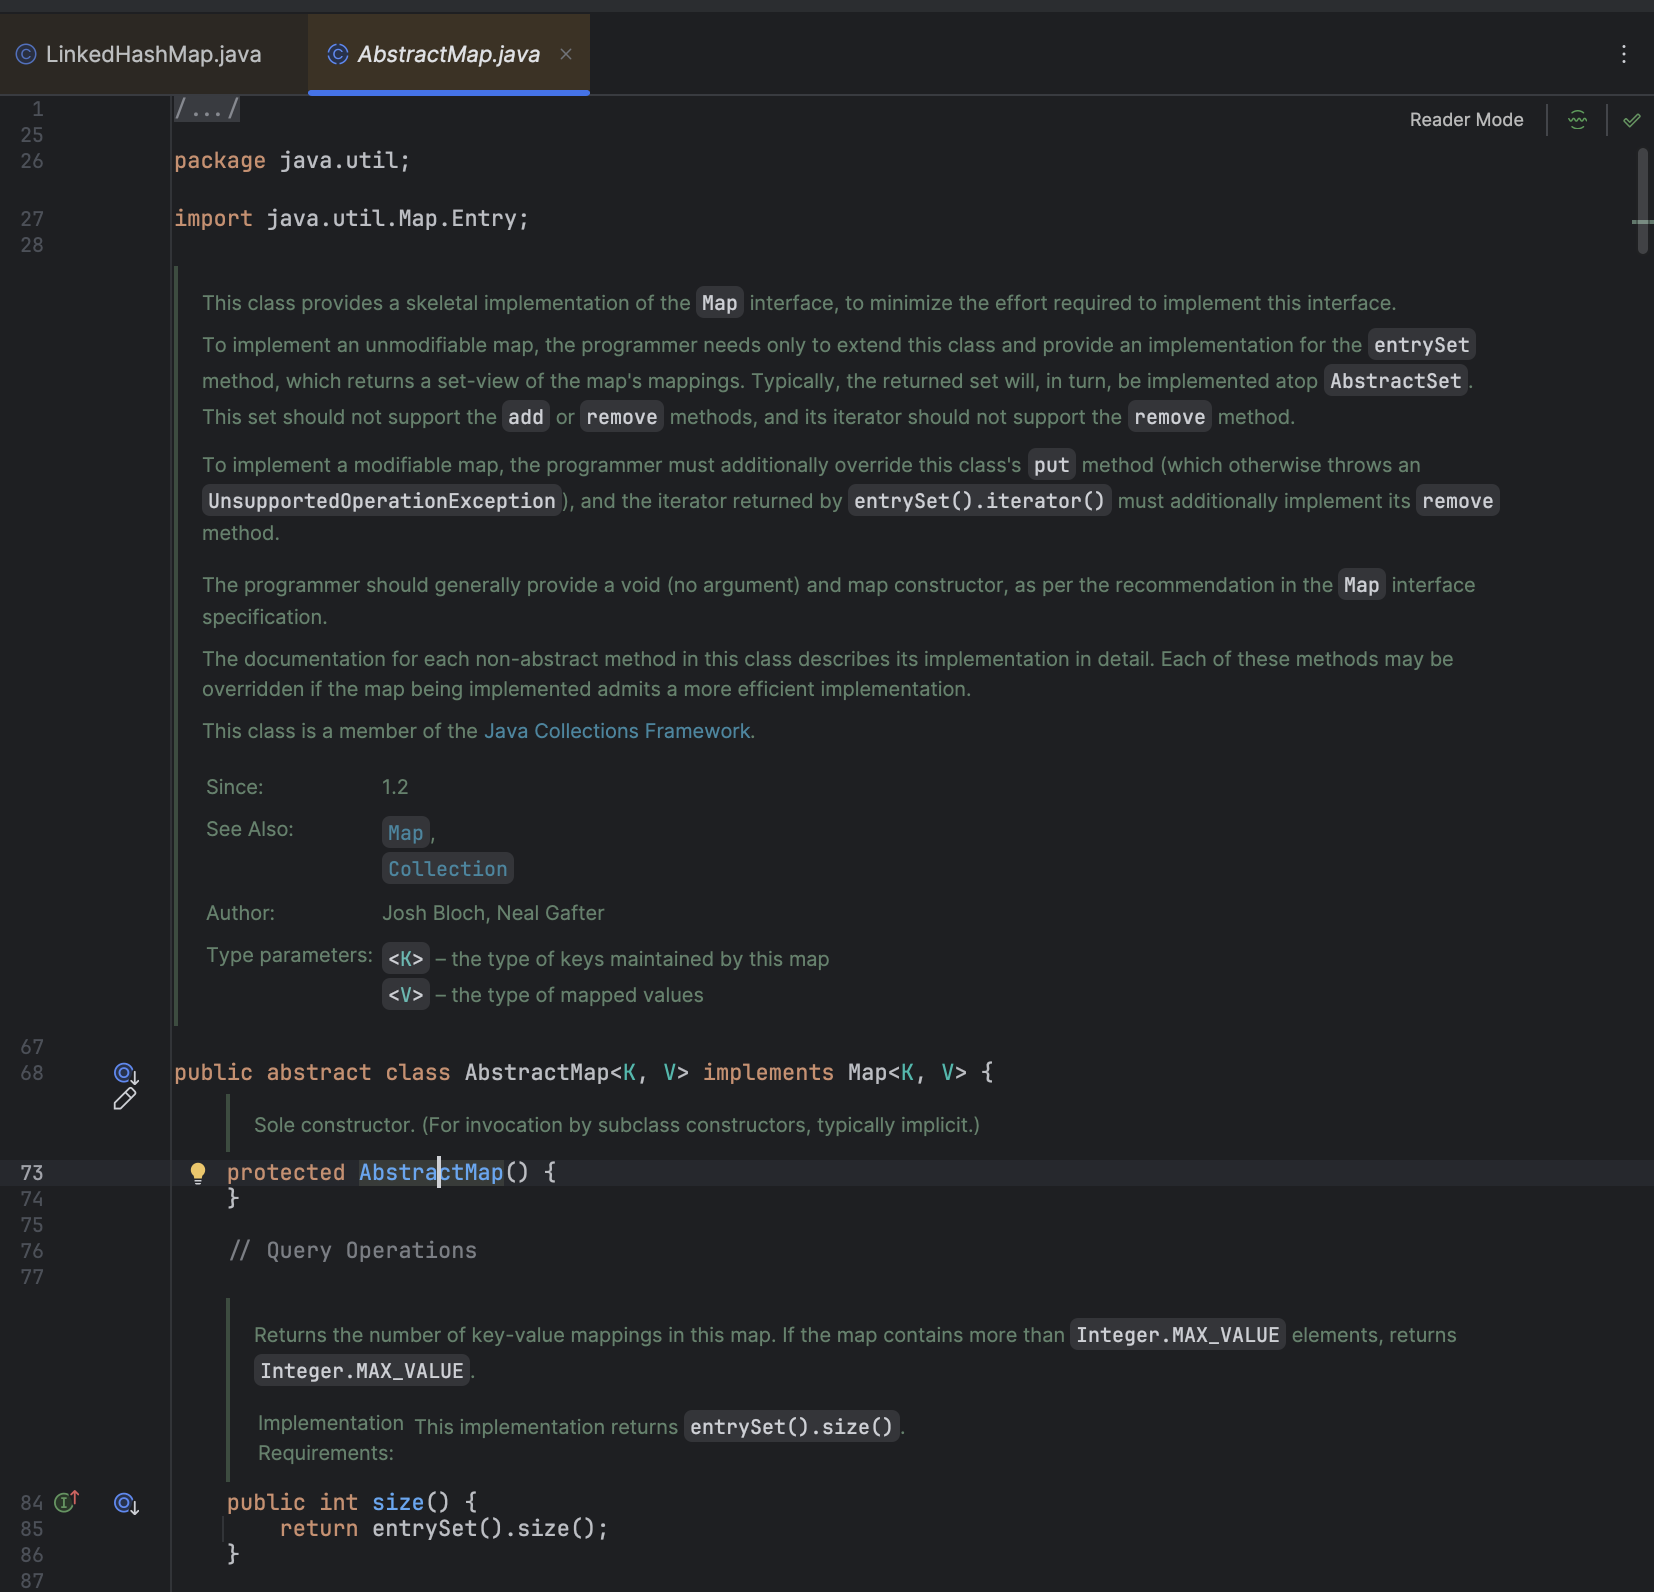 LinkedHashMap.java
AbstractMap.java
Reader Mode
1 /.../
25
26 package java.util;
27 import java.util.Map.Entry;
28
This class provides a skeletal implementation of the Map interface, to minimize the effort required to implement this interface.
To implement an unmodifiable map, the programmer needs only to extend this class and provide an implementation for the entrySet
method, which returns a set-view of the map's mappings. Typically, the returned set will, in turn, be implemented atop AbstractSet.
This set should not support the add or remove methods, and its iterator should not support the remove method.
To implement a modifiable map, the programmer must additionally override this class's put method (which otherwise throws an
UnsupportedOperationException), and the iterator returned by entrySet().iterator() must additionally implement its remove
method.
The programmer should generally provide a void (no argument) and map constructor, as per the recommendation in the Map interface
specification.
The documentation for each non-abstract method in this class describes its implementation in detail. Each of these methods may be
overridden if the map being implemented admits a more efficient implementation.
This class is a member of the Java Collections Framework.
Since: 1.2
See Also: Map,
Collection
Author: Josh Bloch, Neal Gafter
Type parameters: <K> – the type of keys maintained by this map
<V> – the type of mapped values
67
68 public abstract class AbstractMap<K, V> implements Map<K, V> {
Sole constructor. (For invocation by subclass constructors, typically implicit.)
73 protected AbstractMap() {
74 }
75
76 // Query Operations
77
Returns the number of key-value mappings in this map. If the map contains more than Integer.MAX_VALUE elements, returns
Integer.MAX_VALUE.
Implementation This implementation returns entrySet().size().
Requirements:
84 public int size() {
85 return entrySet().size();
86 }
87